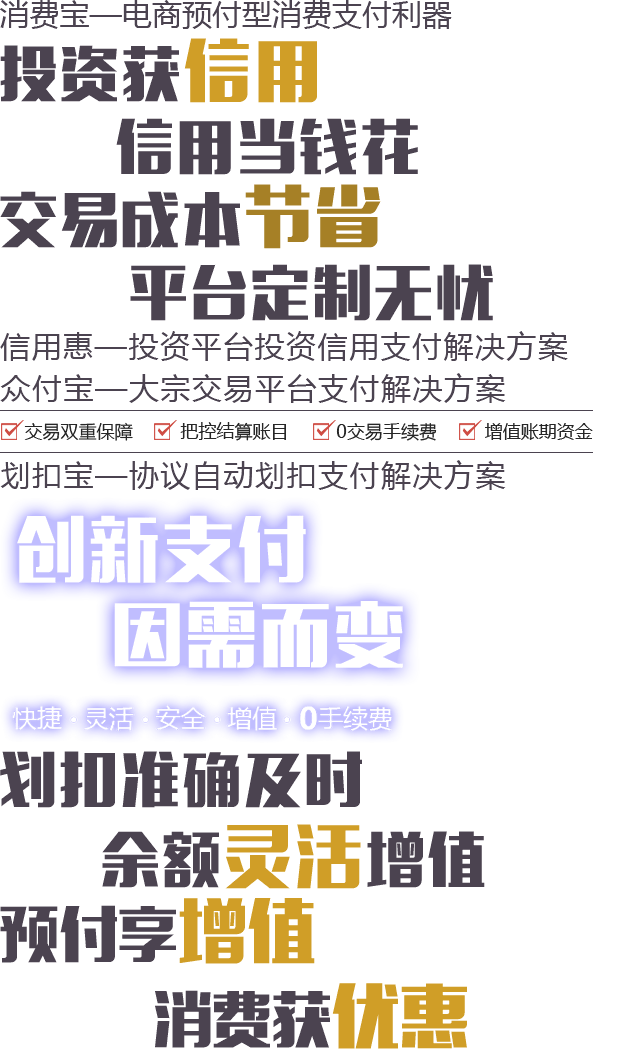 消费宝—电商预付型消费支付利器
投资获信用
信用当钱花
交易成本节省
平台定制无忧
信用惠—投资平台投资信用支付解决方案
众付宝—大宗交易平台支付解决方案
交易双重保障 把控结算账目 0交易手续费 增值账期资金
划扣宝—协议自动划扣支付解决方案
创新支付
因需而变
快捷·灵活·安全·增值·0手续费
划扣准确及时
余额灵活增值
预付享增值
消费获优惠